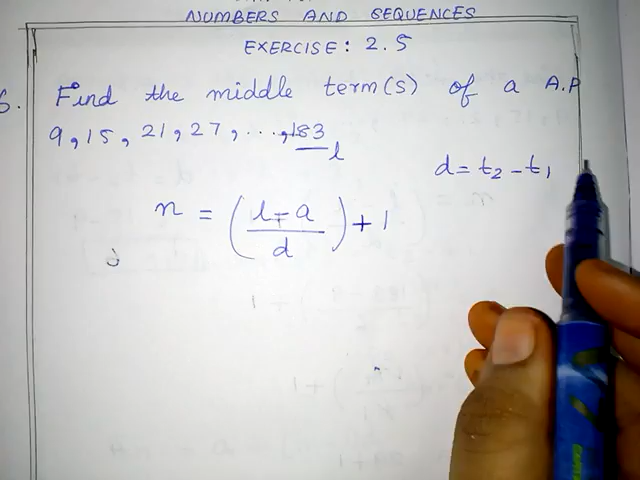 NUMBERS AND SEQUENCES
EXERCISE: 2.5
6. Find the middle term(s) of a A.P
9, 15, 21, 27, ..., 183
l
d = t₂ - t₁
n = (l - a / d) + 1